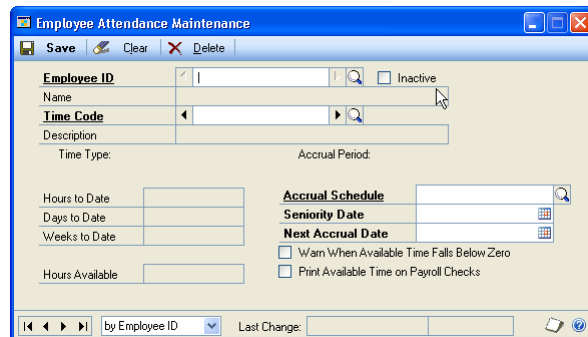 Employee Attendance Maintenance
Save Clear Delete
Employee ID Inactive
Name
Time Code
Description
Time Type: Accrual Period:
Hours to Date Accrual Schedule
Days to Date Seniority Date
Weeks to Date Next Accrual Date
Warn When Available Time Falls Below Zero
Hours Available Print Available Time on Payroll Checks
by Employee ID Last Change: